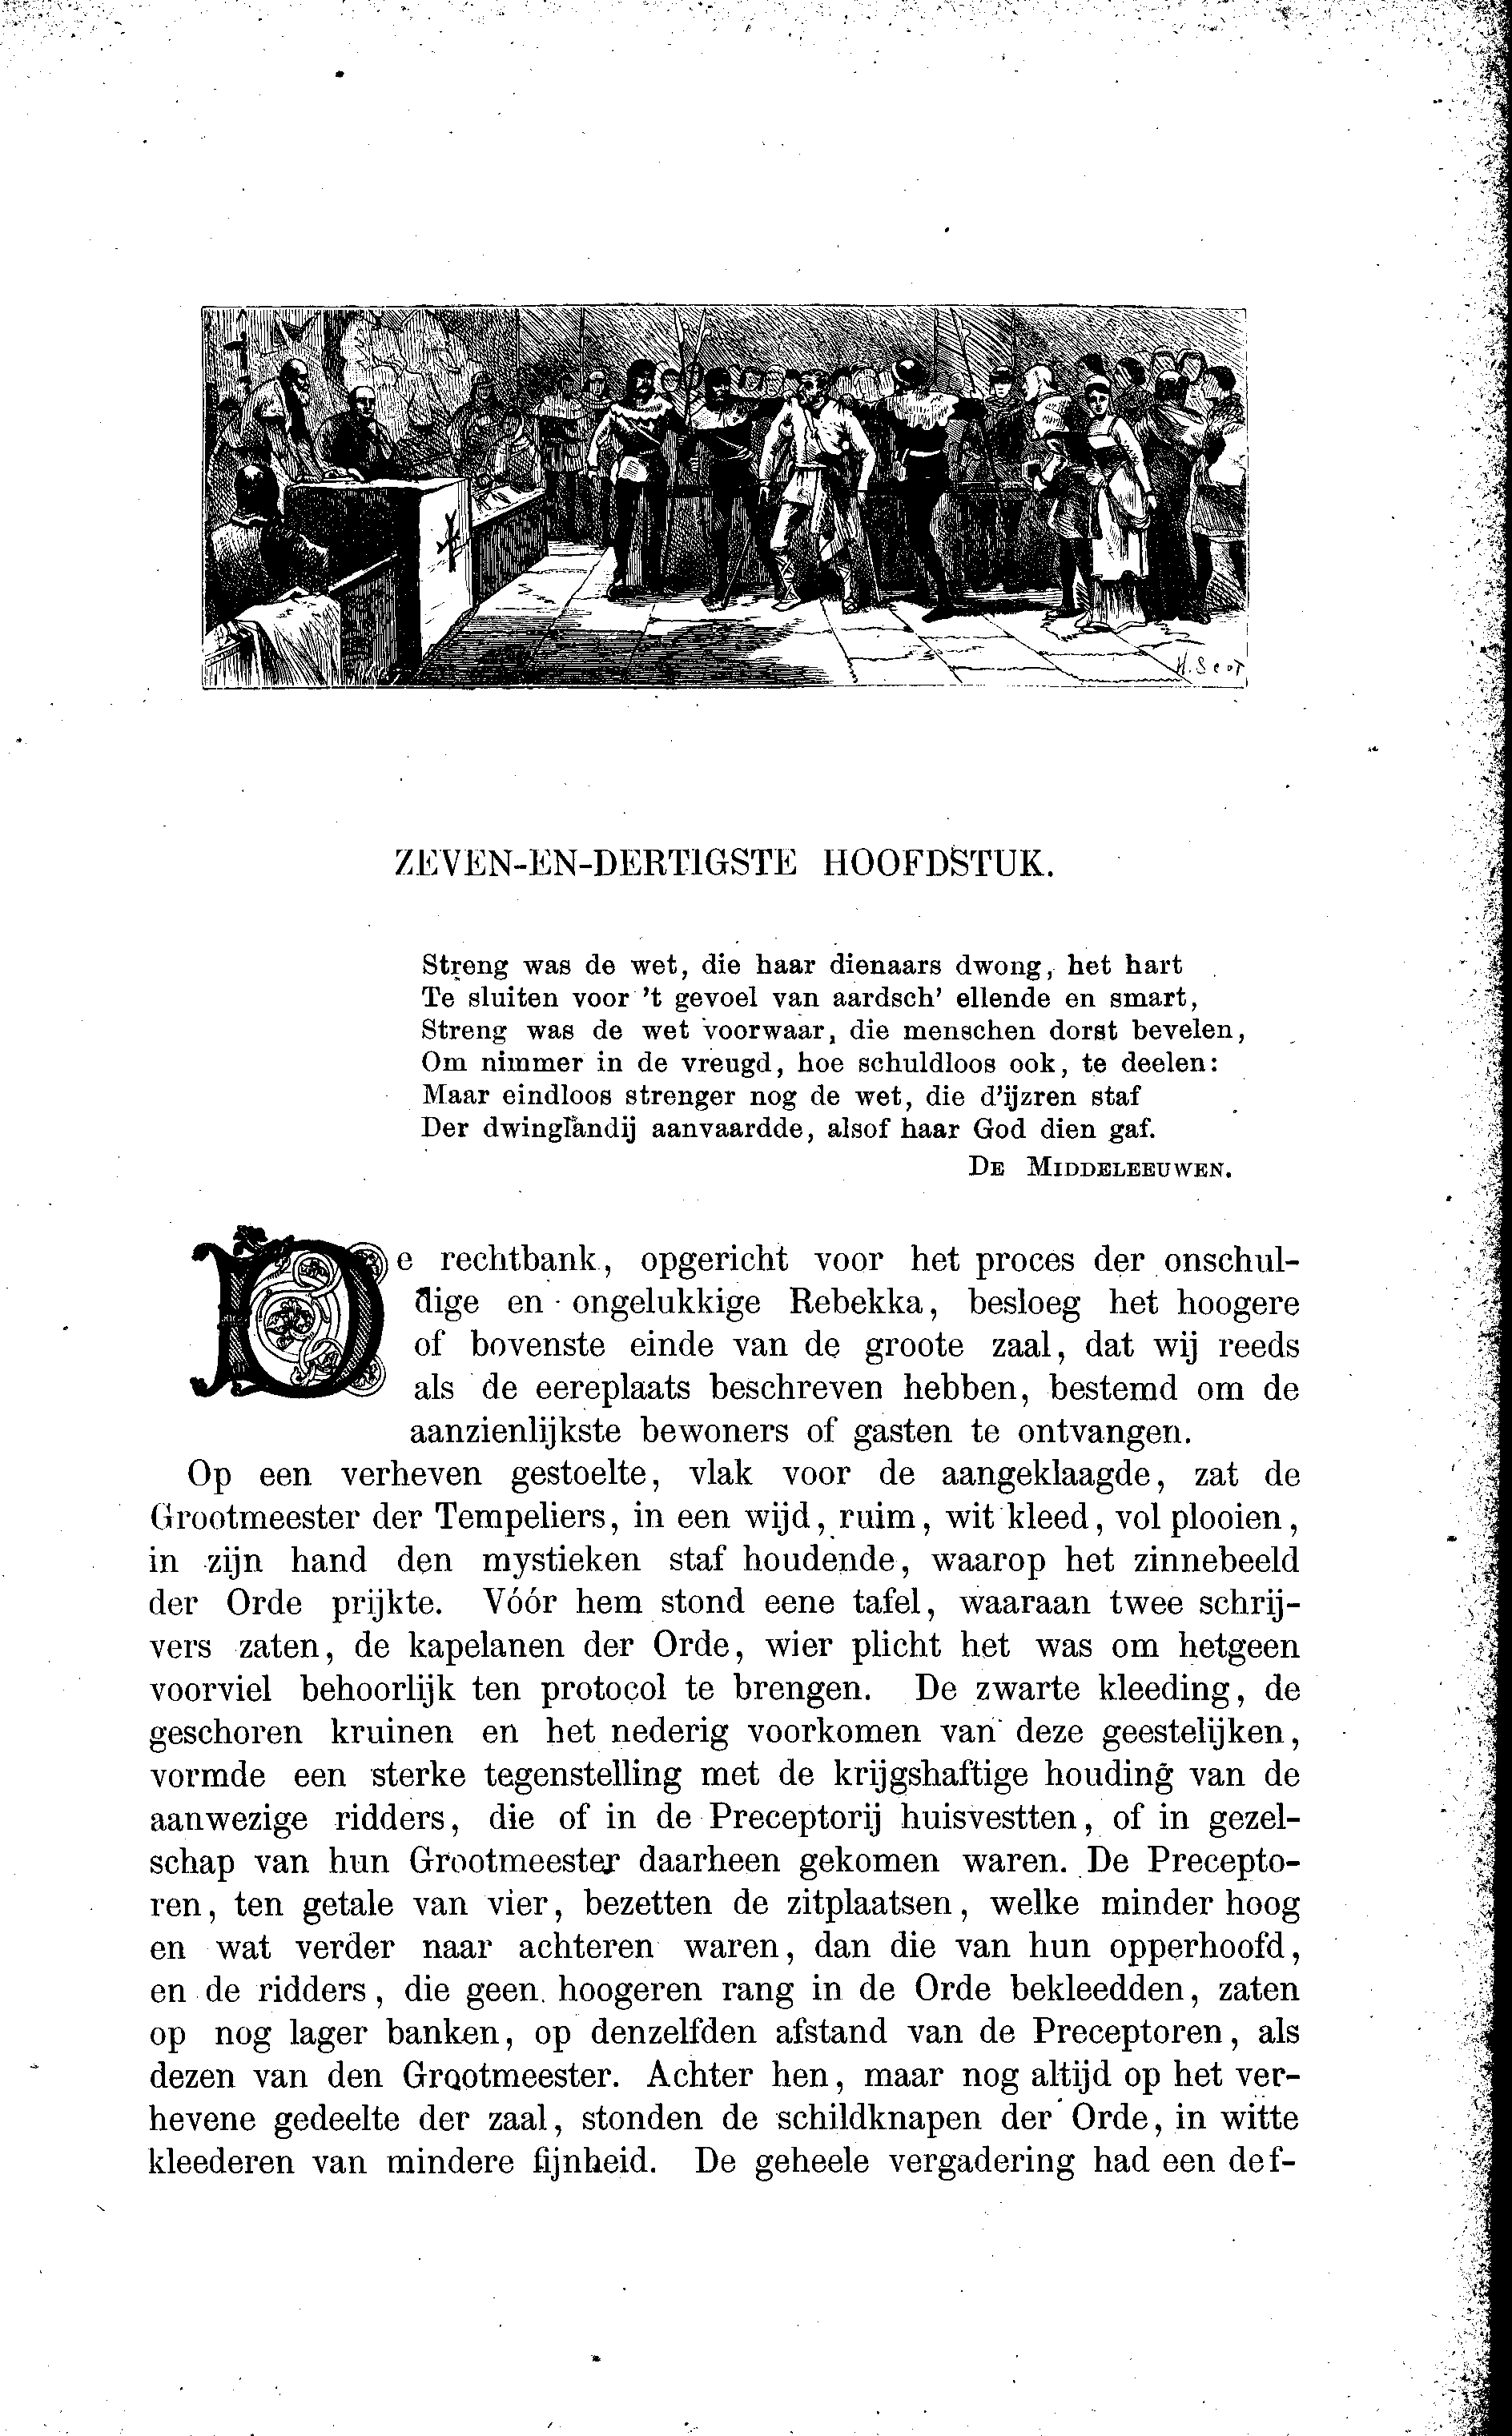 H. Scot
ZEVEN-EN-DERTIGSTE HOOFDSTUK.
Streng was de wet, die haar dienaars dwong, het hart
Te sluiten voor 't gevoel van aardsch' ellende en smart,
Streng was de wet voorwaar, die menschen dorst bevelen,
Om nimmer in de vreugd, hoe schuldloos ook, te deelen:
Maar eindloos strenger nog de wet, die d'ijzren staf
Der dwinglandij aanvaardde, alsof haar God dien gaf.
DE MIDDELEEUWEN.
De rechtbank, opgericht voor het proces der onschul-
dige en ongelukkige Rebekka, besloeg het hoogere
of bovenste einde van de groote zaal, dat wij reeds
als de eereplaats beschreven hebben, bestemd om de
aanzienlijkste bewoners of gasten te ontvangen.
Op een verheven gestoelte, vlak voor de aangeklaagde, zat de
Grootmeester der Tempeliers, in een wijd, ruim, wit kleed, vol plooien,
in zijn hand den mystieken staf houdende, waarop het zinnebeeld
der Orde prijkte. Vóór hem stond eene tafel, waaraan twee schrij-
vers zaten, de kapelanen der Orde, wier plicht het was om hetgeen
voorviel behoorlijk ten protocol te brengen. De zwarte kleeding, de
geschoren kruinen en het nederig voorkomen van deze geestelijken,
vormde een sterke tegenstelling met de krijgshaftige houding van de
aanwezige ridders, die of in de Preceptorij huisvestten, of in gezel-
schap van hun Grootmeester daarheen gekomen waren. De Precepto-
ren, ten getale van vier, bezetten de zitplaatsen, welke minder hoog
en wat verder naar achteren waren, dan die van hun opperhoofd,
en de ridders, die geen hoogeren rang in de Orde bekleedden, zaten
op nog lager banken, op denzelfden afstand van de Preceptoren, als
dezen van den Grootmeester. Achter hen, maar nog altijd op het ver-
hevene gedeelte der zaal, stonden de schildknapen der Orde, in witte
kleederen van mindere fijnheid. De geheele vergadering had een def-